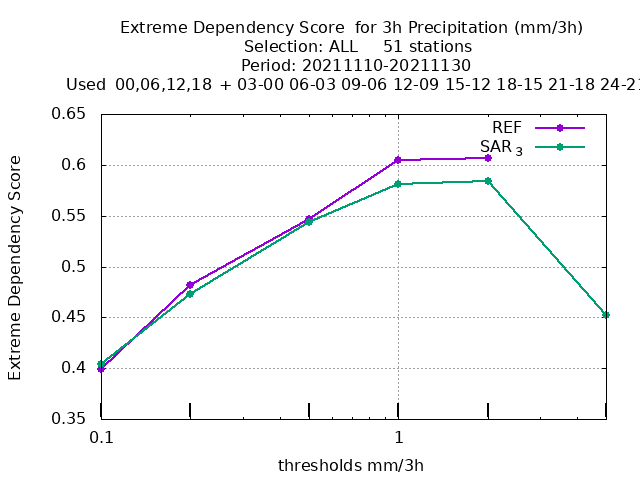 Extreme Dependency Score  for 3h Precipitation (mm/3h)
Selection: ALL     51 stations
Period: 20211110-20211130
Used  00,06,12,18  + 03-00 06-03 09-06 12-09  15-12 18-15 21-18 24-21
0.65
REF
SAR 3
0.6
0.55
0.5
0.45
0.4
0.35
Extreme Dependency Score
0.1
1
thresholds mm/3h